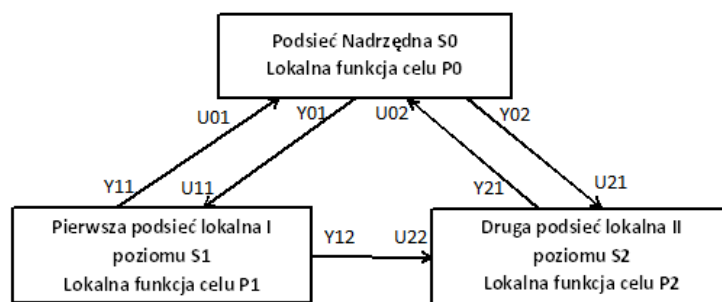 Podsieć Nadrzędna S0
Lokalna funkcja celu P0
U01
Y01
U02
Y02
Y11
U11
Y21
U21
Pierwsza podsieć lokalna I
poziomu S1
Lokalna funkcja celu P1
Y12
U22
Druga podsieć lokalna II
poziomu S2
Lokalna funkcja celu P2